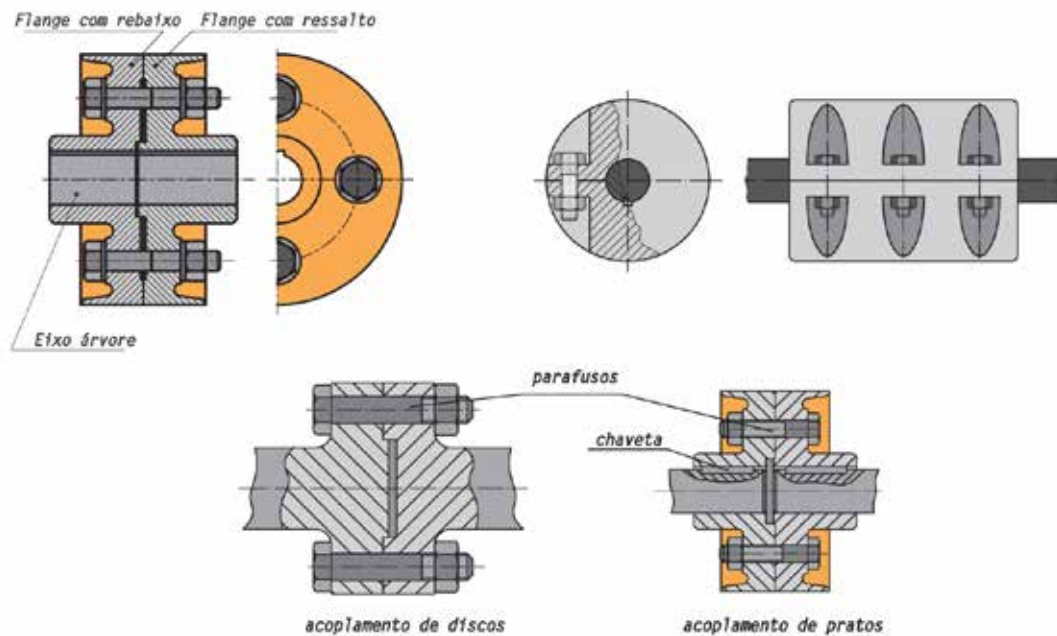 Flange com rebaixo
Flange com ressalto
Eixo árvore
parafusos
chaveta
acoplamento de discos
acoplamento de pratos